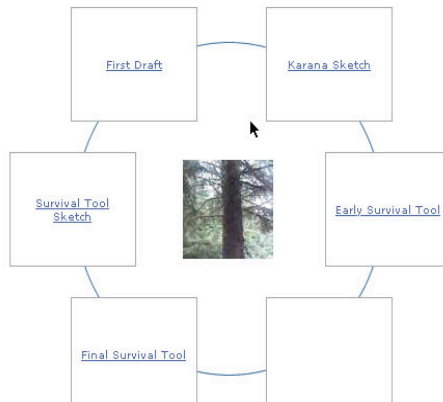 First Draft
Karana Sketch
Survival Tool
Sketch
Early Survival Tool
Final Survival Tool